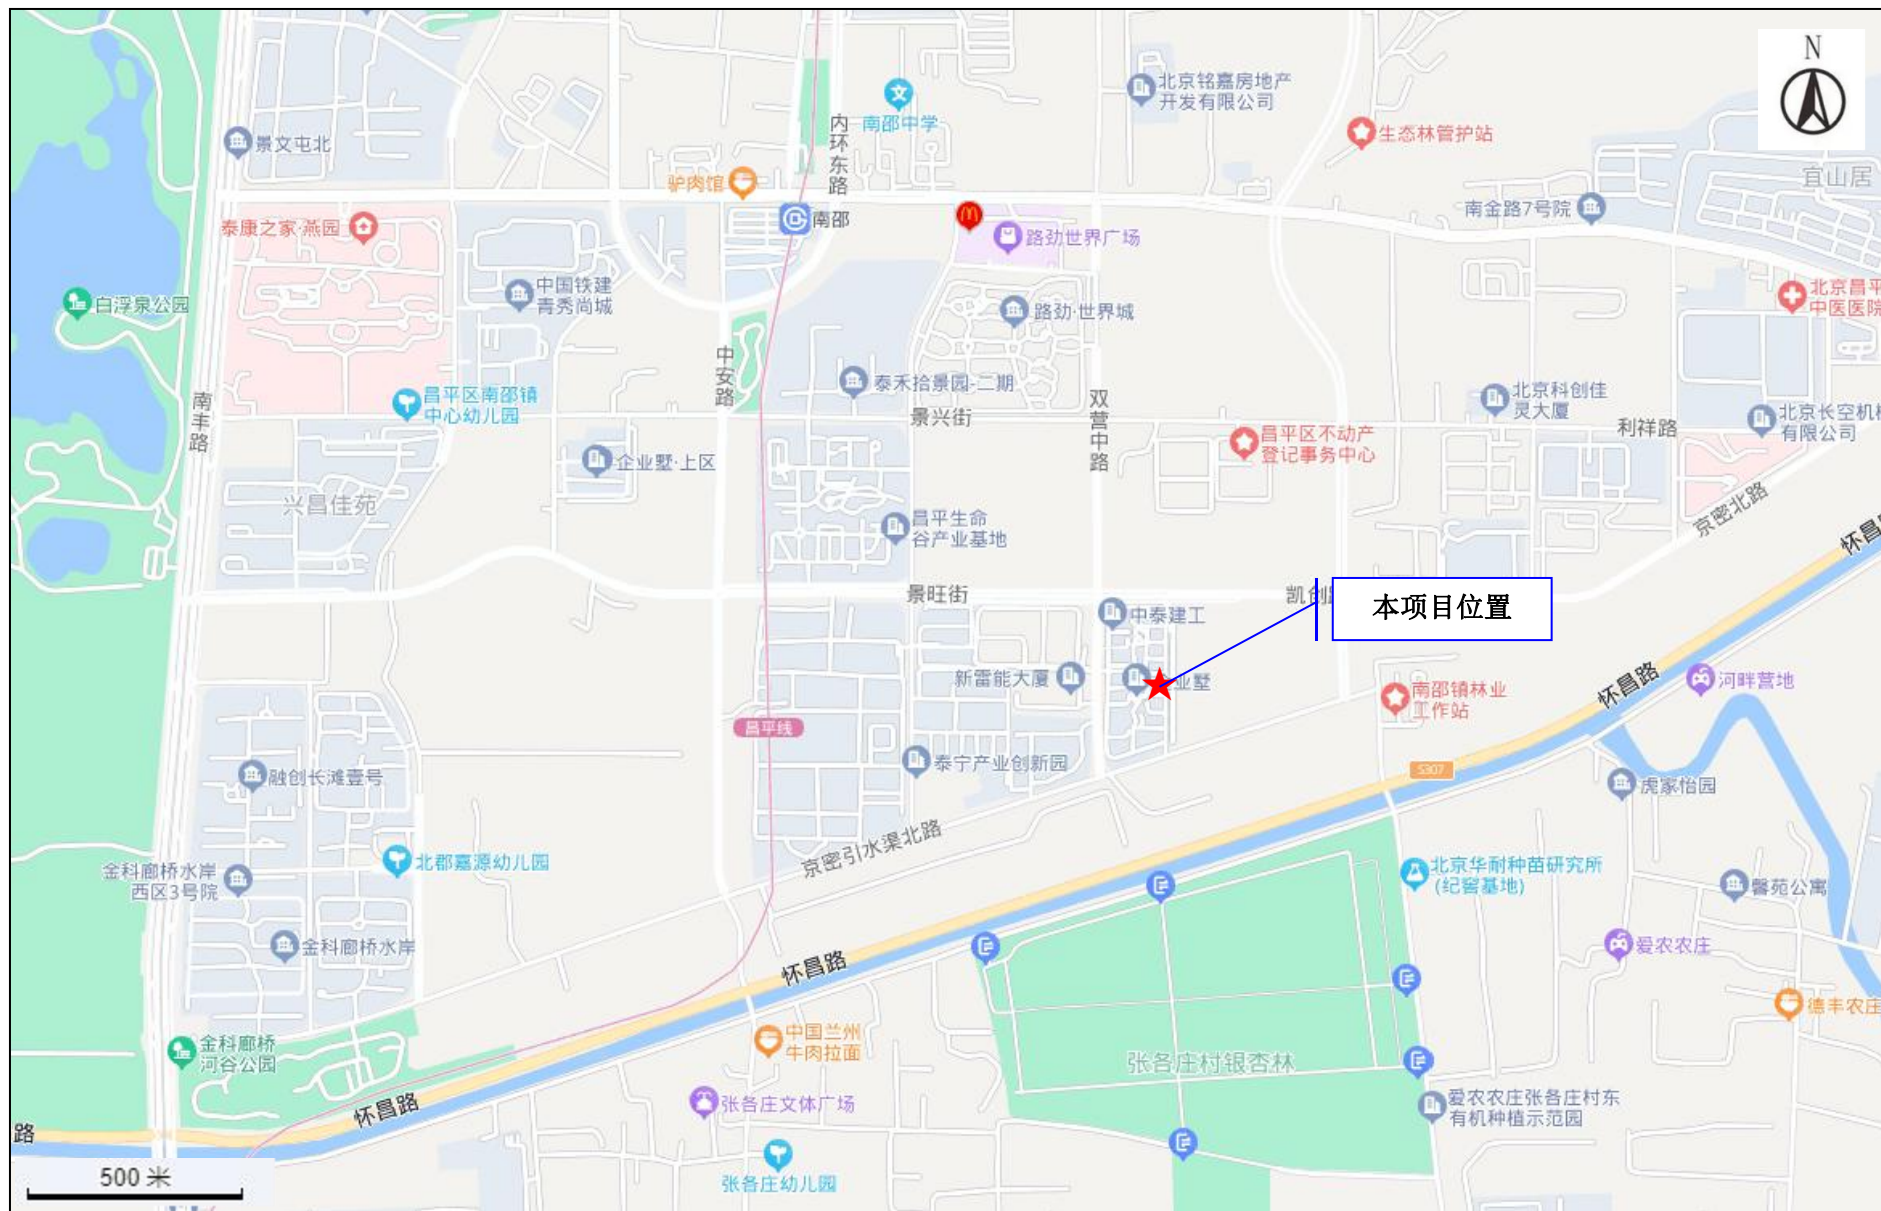 N
北京铭嘉房地产
开发有限公司
南邵中学
内环东路
生态林管护站
景文屯北
驴肉馆
宜山居
南金路7号院
泰康之家·燕园
南邵
路劲世界广场
中国铁建
青秀尚城
白浮泉公园
路劲·世界城
北京昌平
中医医院
中安路
泰禾拾景园-二期
双营中路
南丰路
昌平区南邵镇
中心幼儿园
景兴街
北京科创佳
灵大厦
利祥路
北京长空机械
有限公司
昌平区不动产
登记事务中心
企业墅·上区
兴昌佳苑
昌平生命
谷产业基地
京密北路
怀昌路
景旺街
凯创
本项目位置
中泰建工
新雷能大厦
业墅
南邵镇林业
工作站
怀昌路
河畔营地
昌平线
泰宁产业创新园
S307
融创长滩壹号
虎家怡园
京密引水渠北路
北郡嘉源幼儿园
金科廊桥水岸
西区3号院
北京华耐种苗研究所
(纪窖基地)
馨苑公寓
金科廊桥水岸
怀昌路
爱农农庄
德丰农庄
金科廊桥
河谷公园
中国兰州
牛肉拉面
张各庄村银杏林
怀昌路
张各庄文体广场
爱农农庄张各庄村东
有机种植示范园
路
500 米
张各庄幼儿园